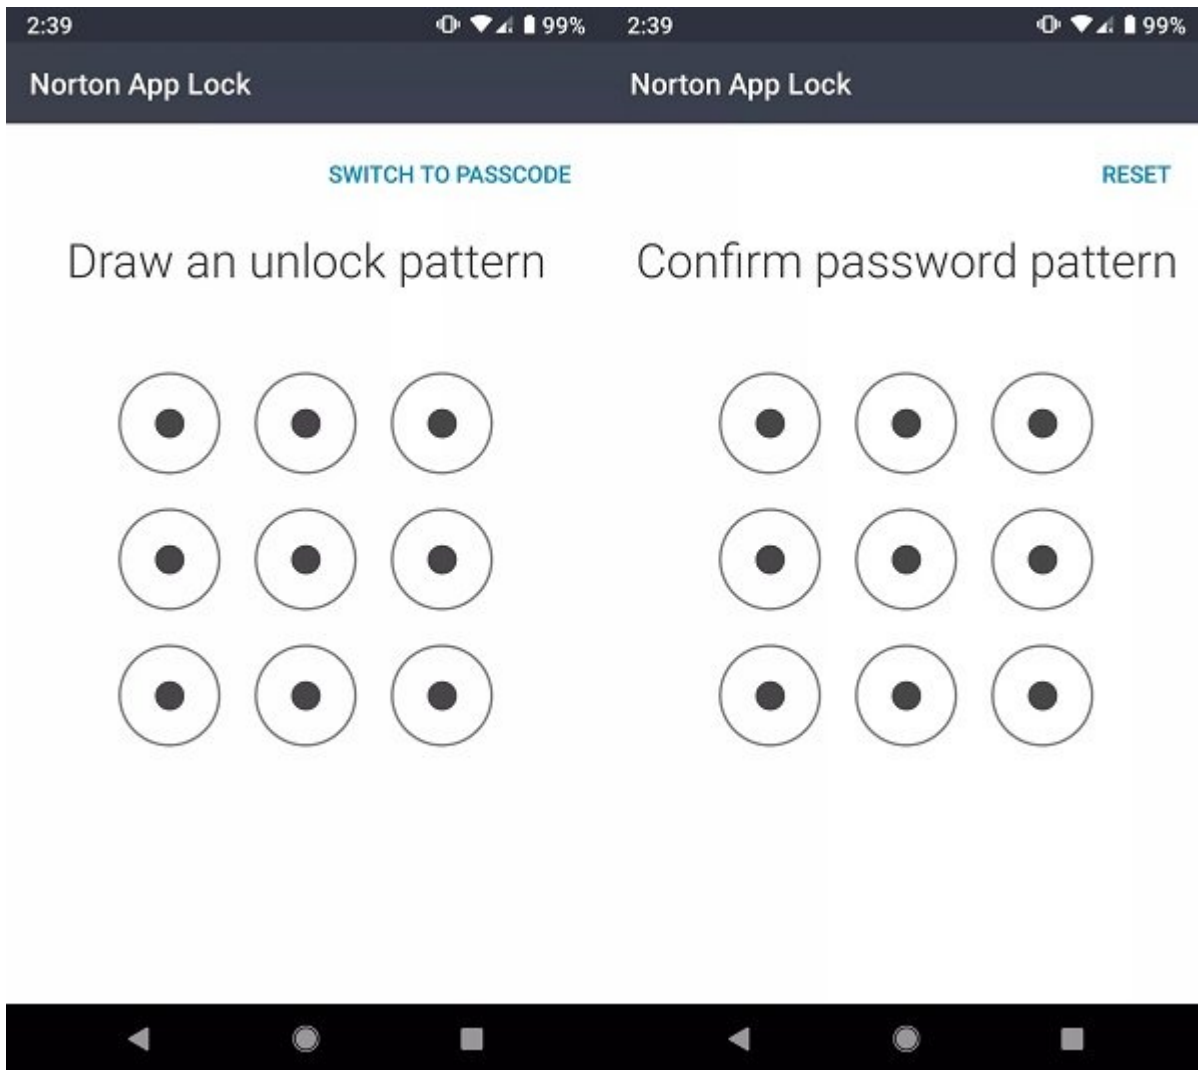 2:39 99%
Norton App Lock
SWITCH TO PASSCODE
Draw an unlock pattern
2:39 99%
Norton App Lock
RESET
Confirm password pattern